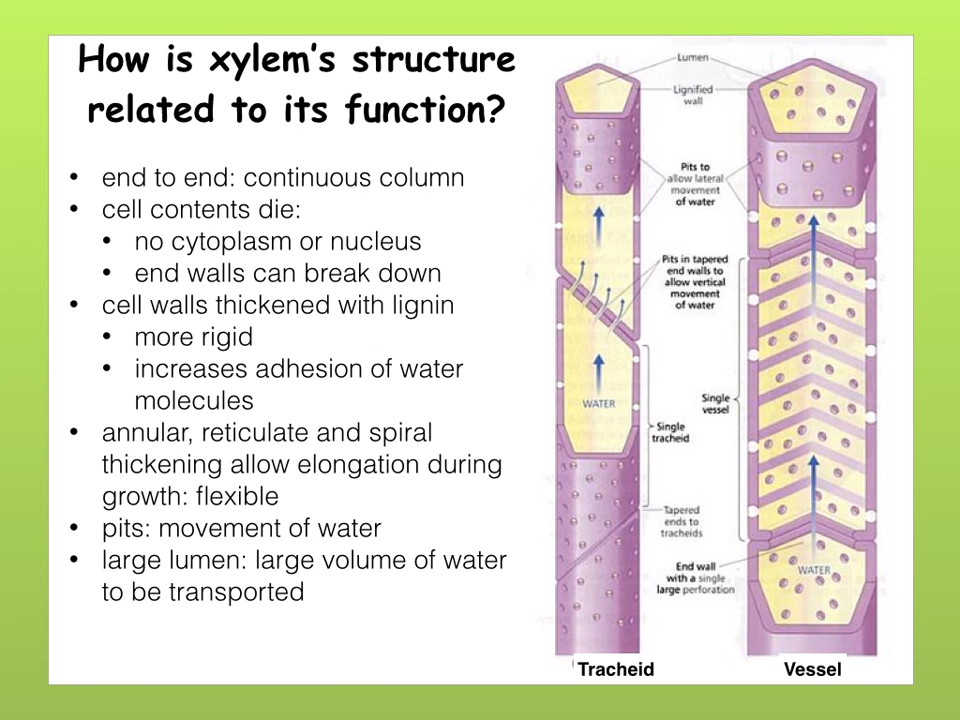 How is xylem's structure
related to its function?
• end to end: continuous column
• cell contents die:
• no cytoplasm or nucleus
• end walls can break down
• cell walls thickened with lignin
• more rigid
• increases adhesion of water
molecules
• annular, reticulate and spiral
thickening allow elongation during
growth: flexible
• pits: movement of water
• large lumen: large volume of water
to be transported
Lumen
Lignified
wall
Pits to
allow lateral
movement
of water
Pits in tapered
end walls to
allow vertical
movement
of water
Single
vessel
WATER
Single
tracheid
Tapered
ends to
tracheids
End wall
with a single
large perforation
WATER
Tracheid
Vessel